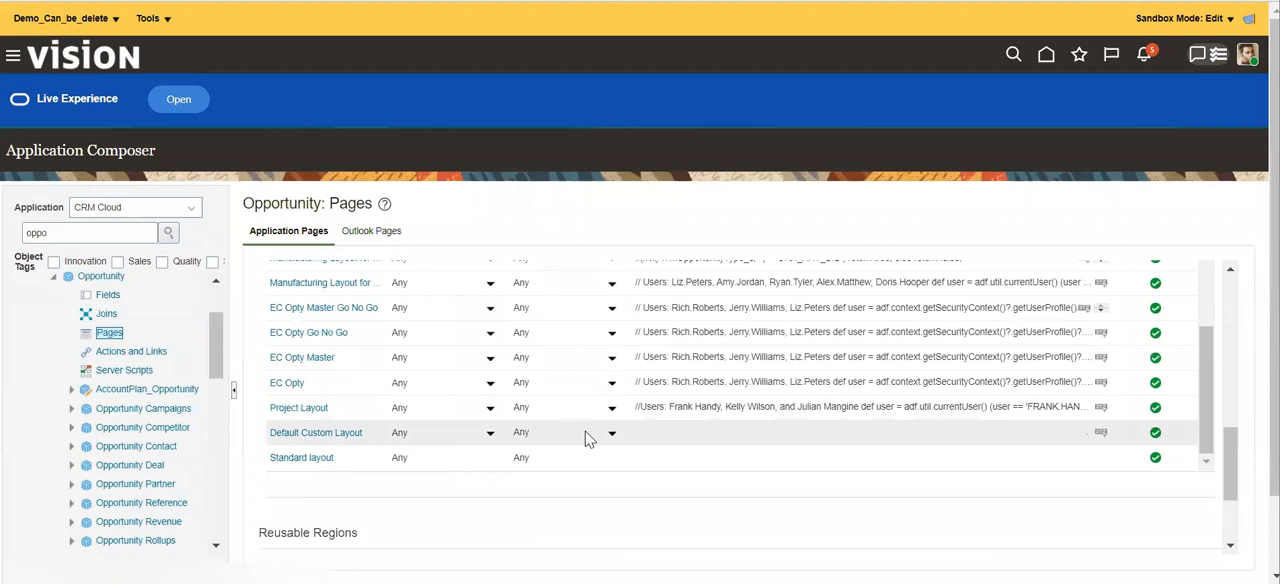 Demo_Can_be_delete Tools Sandbox Mode: Edit
VISION 5
Live Experience Open
Application Composer
Application CRM Cloud
oppo
Object Tags Innovation Sales Quality
Opportunity
Fields
Joins
Pages
Actions and Links
Server Scripts
AccountPlan_Opportunity
Opportunity Campaigns
Opportunity Competitor
Opportunity Contact
Opportunity Deal
Opportunity Partner
Opportunity Reference
Opportunity Revenue
Opportunity Rollups
Opportunity: Pages
Application Pages Outlook Pages
Manufacturing Layout for ... Any Any
Manufacturing Layout for ... Any Any // Users: Liz.Peters, Amy.Jordan, Ryan.Tyler, Alex.Matthew, Doris.Hooper def user = adf.util.currentUser() (user ...
EC Opty Master Go No Go Any Any // Users: Rich.Roberts, Jerry.Williams, Liz.Peters def user = adf.context.getSecurityContext()?.getUserProfile()
EC Opty Go No Go Any Any // Users: Rich.Roberts, Jerry.Williams, Liz.Peters def user = adf.context.getSecurityContext()?.getUserProfile()?....
EC Opty Master Any Any // Users: Rich.Roberts, Jerry.Williams, Liz.Peters def user = adf.context.getSecurityContext()?.getUserProfile()?....
EC Opty Any Any // Users: Rich.Roberts, Jerry.Williams, Liz.Peters def user = adf.context.getSecurityContext()?.getUserProfile()?....
Project Layout Any Any //Users: Frank Handy, Kelly Wilson, and Julian Mangine def user = adf.util.currentUser() (user == 'FRANK.HAN...
Default Custom Layout Any Any
Standard layout Any Any
Reusable Regions